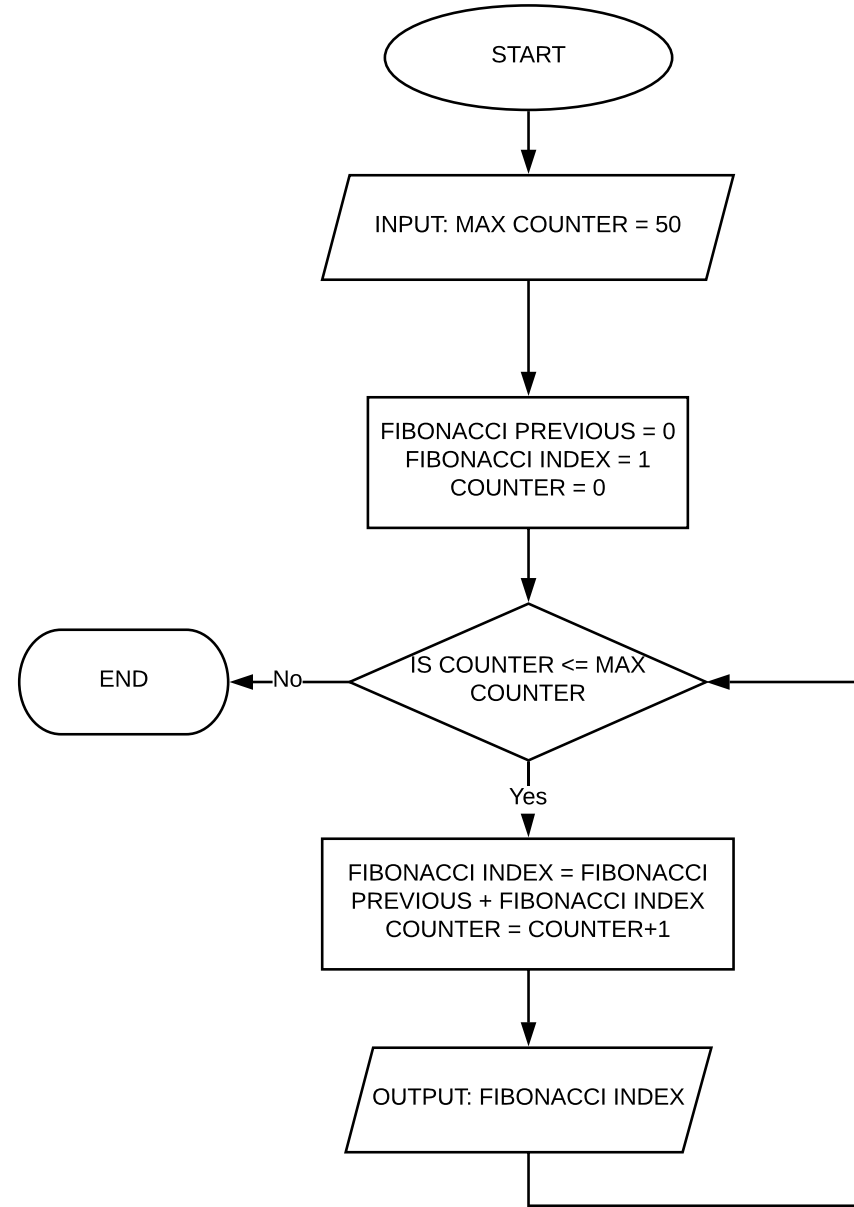 START
INPUT: MAX COUNTER = 50
FIBONACCI PREVIOUS = 0
FIBONACCI INDEX = 1
COUNTER = 0
IS COUNTER <= MAX
COUNTER
No
END
Yes
FIBONACCI INDEX = FIBONACCI
PREVIOUS + FIBONACCI INDEX
COUNTER = COUNTER+1
OUTPUT: FIBONACCI INDEX